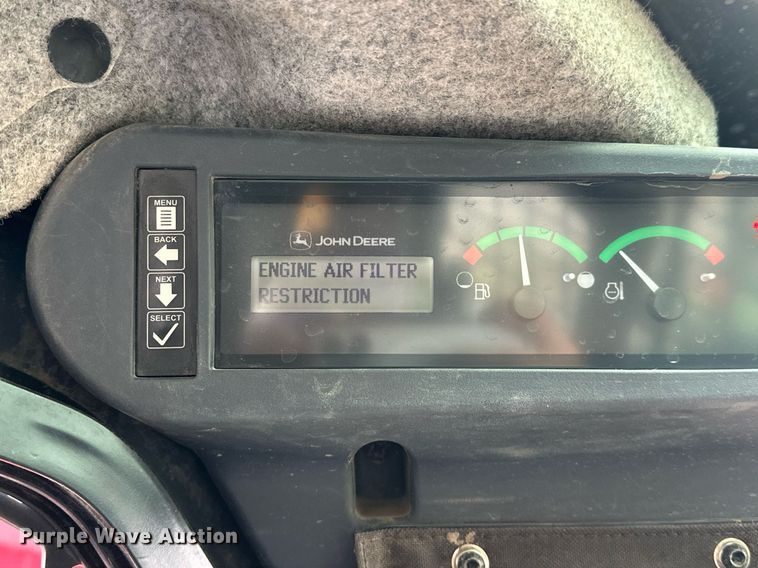 MENU
BACK
NEXT
SELECT
JOHN DEERE
ENGINE AIR FILTER
RESTRICTION
Purple Wave Auction